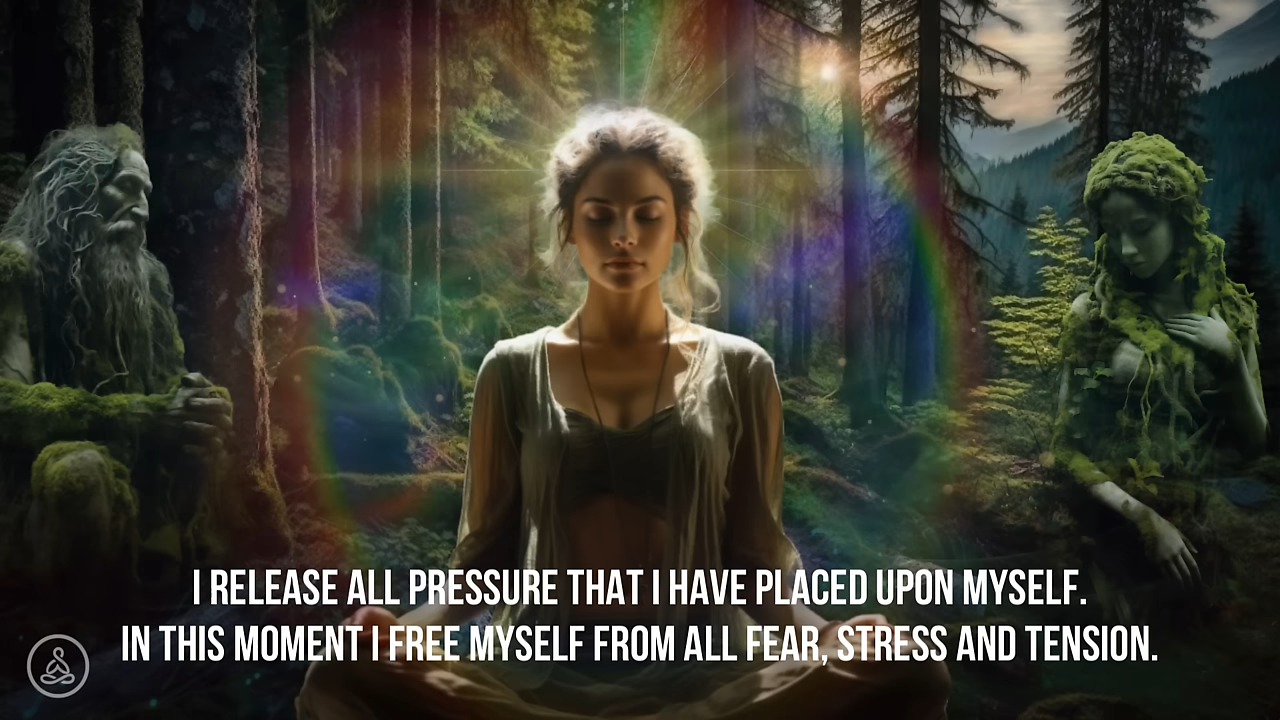 I RELEASE ALL PRESSURE THAT I HAVE PLACED UPON MYSELF.
IN THIS MOMENT I FREE MYSELF FROM ALL FEAR, STRESS AND TENSION.